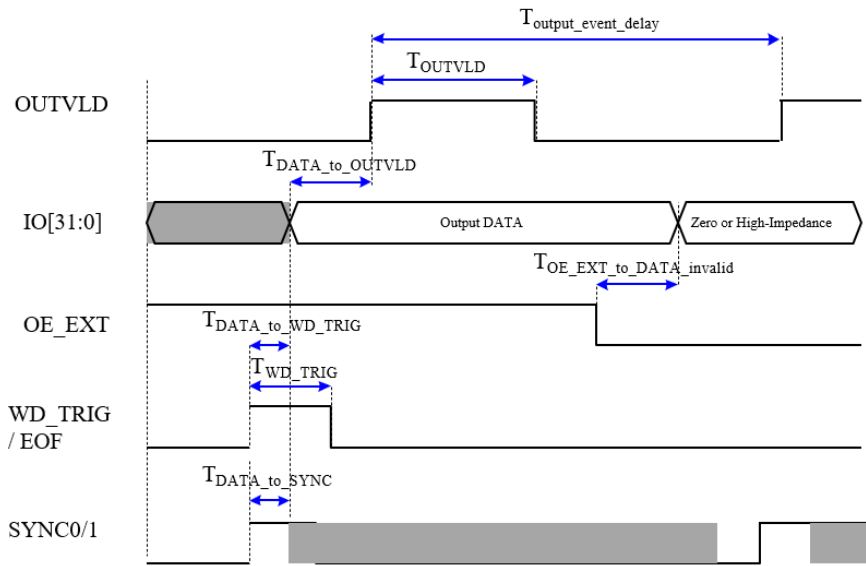 T_output_event_delay
T_OUTVLD
OUTVLD
T_DATA_to_OUTVLD
IO[31:0]
Output DATA
Zero or High-Impedance
T_OE_EXT_to_DATA_invalid
OE_EXT
T_DATA_to_WD_TRIG
T_WD_TRIG
WD_TRIG
/ EOF
T_DATA_to_SYNC
SYNC0/1